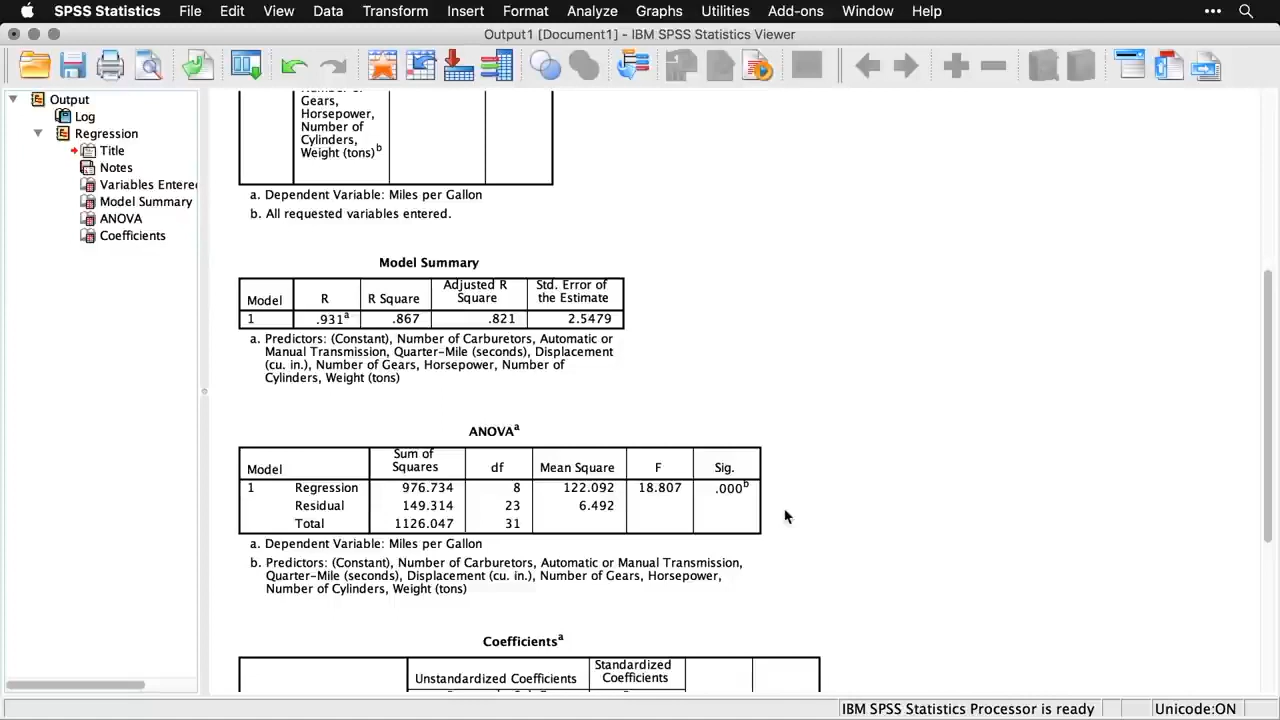 SPSS Statistics File Edit View Data Transform Insert Format Analyze Graphs Utilities Add-ons Window Help
Output1 [Document1] - IBM SPSS Statistics Viewer
Output
Log
Regression
Title
Notes
Variables Entere
Model Summary
ANOVA
Coefficients
Gears,
Horsepower,
Number of
Cylinders,
Weight (tons)b
a. Dependent Variable: Miles per Gallon
b. All requested variables entered.
Model Summary
Model R R Square Adjusted R Square Std. Error of the Estimate
1 .931a .867 .821 2.5479
a. Predictors: (Constant), Number of Carburetors, Automatic or
Manual Transmission, Quarter-Mile (seconds), Displacement
(cu. in.), Number of Gears, Horsepower, Number of
Cylinders, Weight (tons)
ANOVAa
Model Sum of Squares df Mean Square F Sig.
1 Regression 976.734 8 122.092 18.807 .000b
Residual 149.314 23 6.492
Total 1126.047 31
a. Dependent Variable: Miles per Gallon
b. Predictors: (Constant), Number of Carburetors, Automatic or Manual Transmission,
Quarter-Mile (seconds), Displacement (cu. in.), Number of Gears, Horsepower,
Number of Cylinders, Weight (tons)
Coefficientsa
Unstandardized Coefficients Standardized Coefficients
IBM SPSS Statistics Processor is ready Unicode:ON